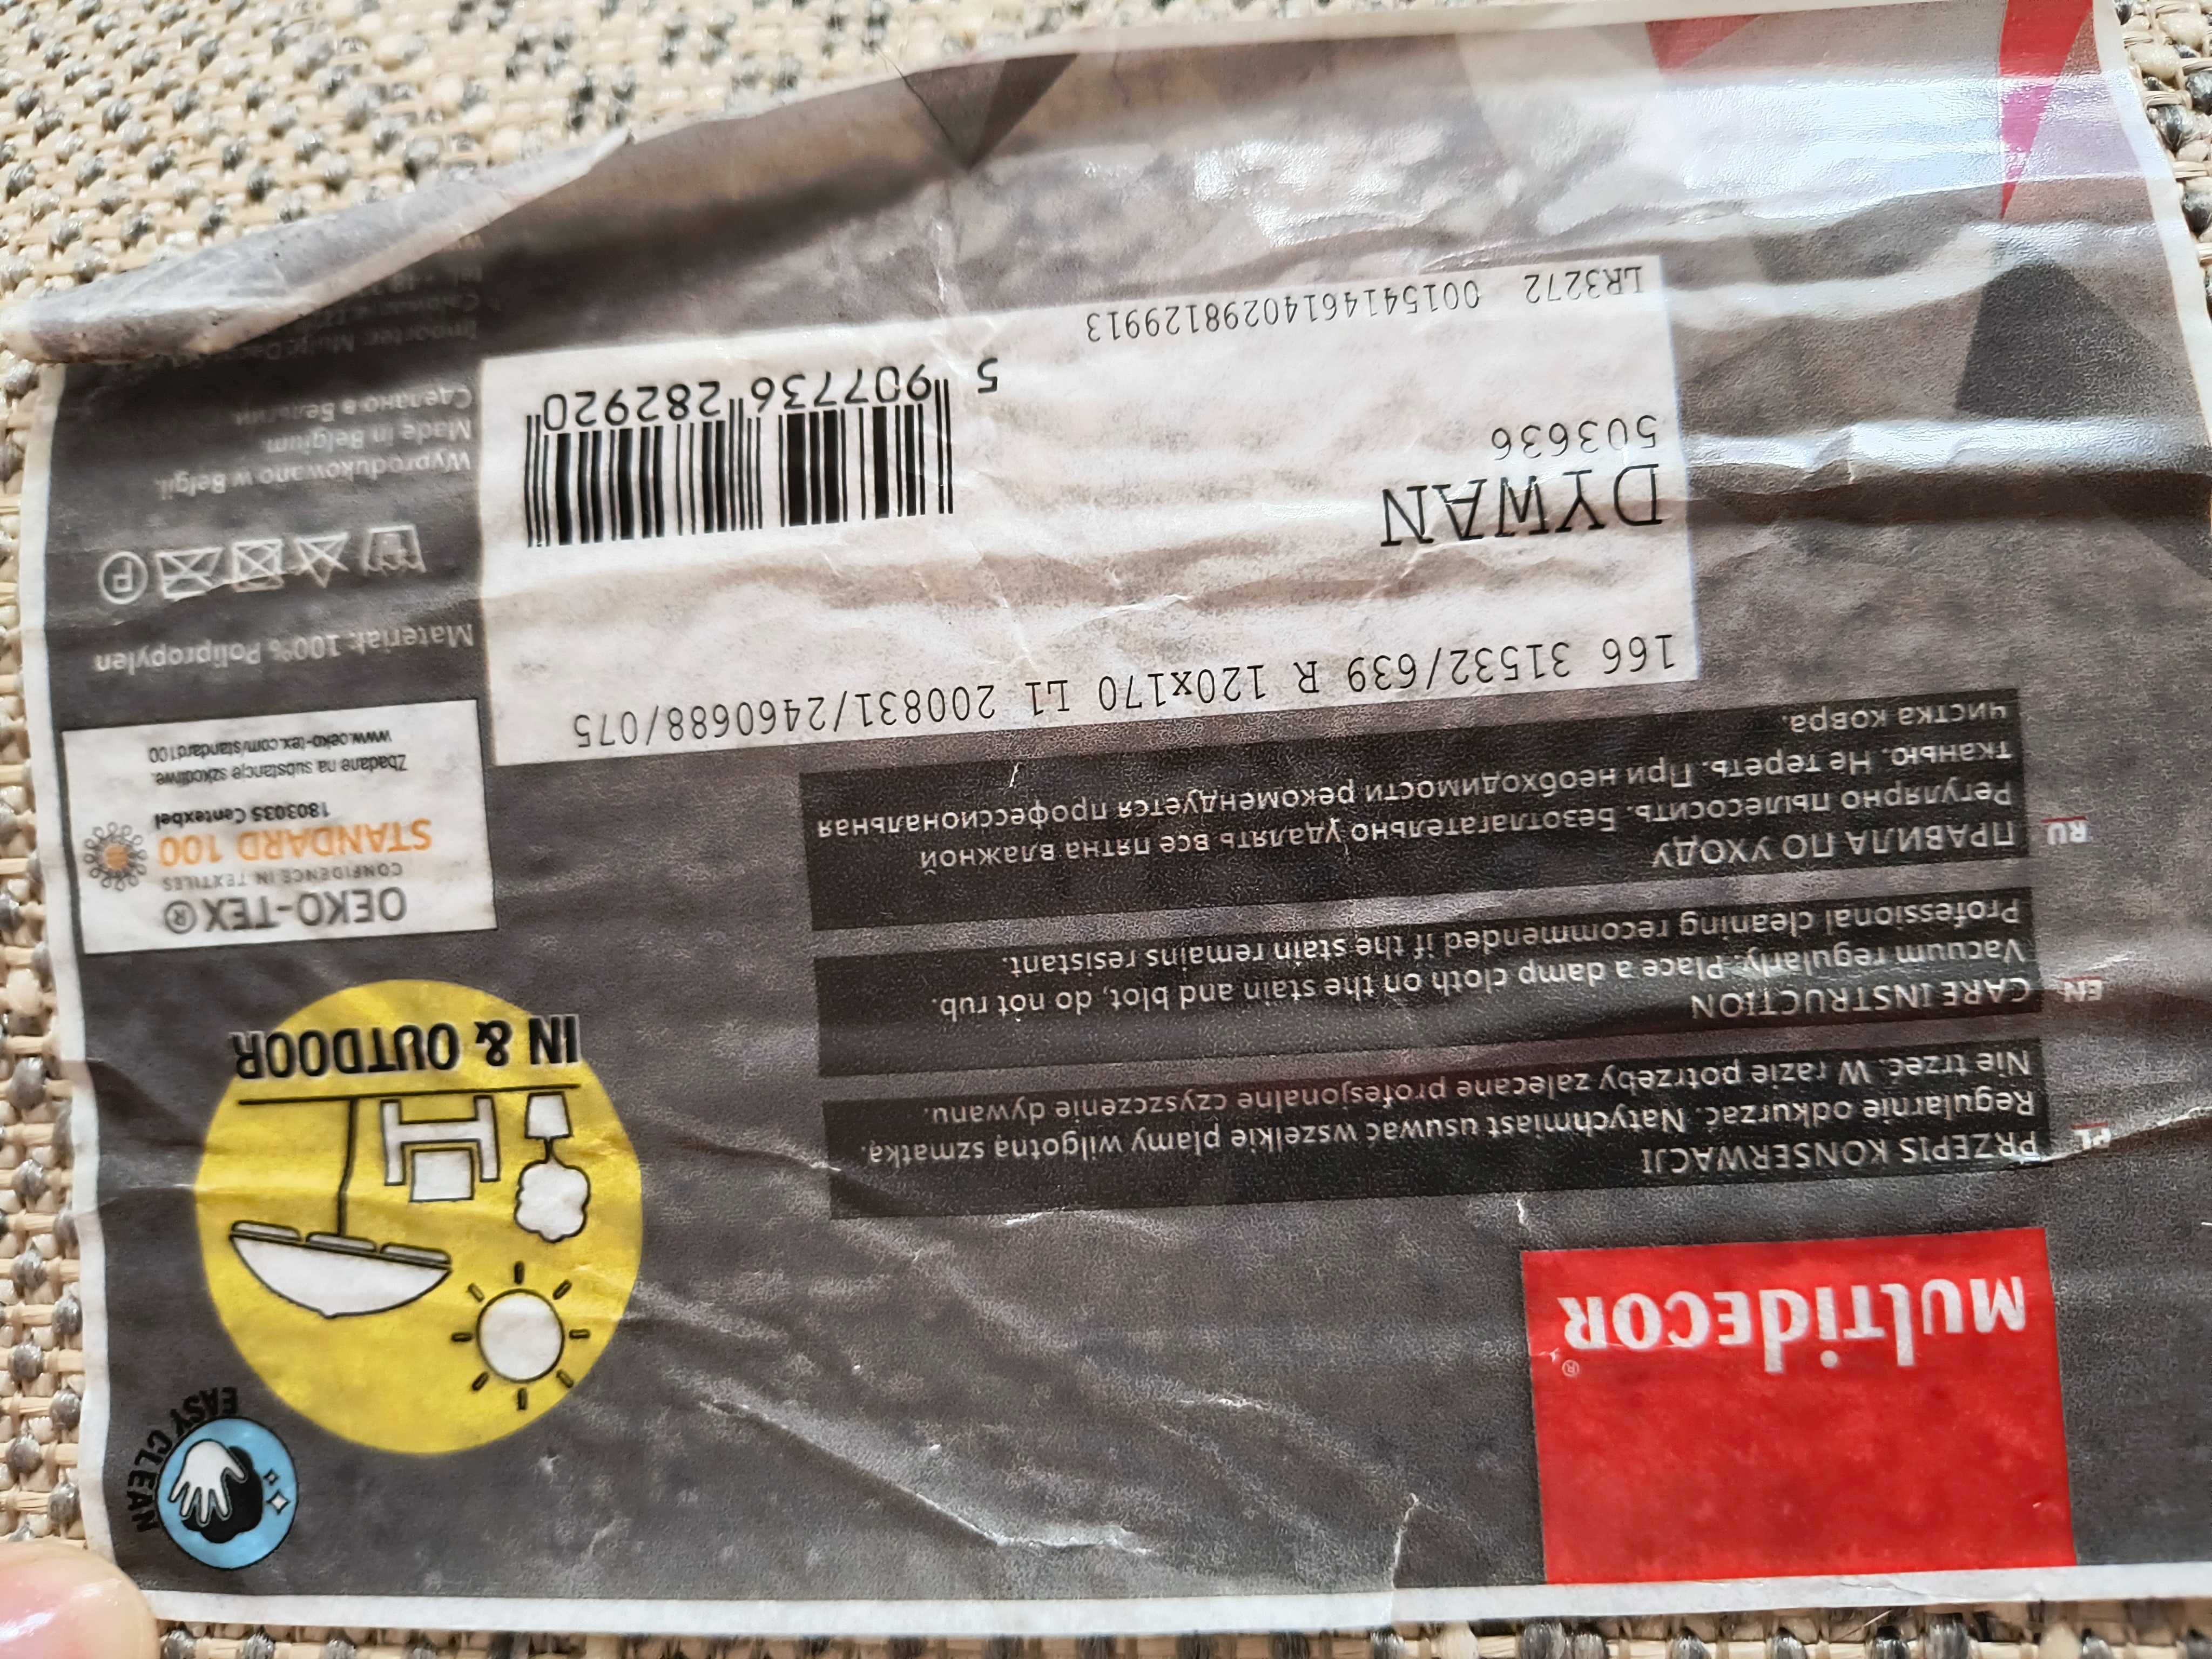 MULTIDECOR®
EASY CLEAN
IN & OUTDOOR
PL
PRZEPIS KONSERWACJI
Regularnie odkurzać. Natychmiast usuwać wszelkie plamy wilgotną szmatką.
Nie trzeć. W razie potrzeby zalecane profesjonalne czyszczenie dywanu.
EN
CARE INSTRUCTION
Vacuum regularly. Place a damp cloth on the stain and blot, do not rub.
Professional cleaning recommended if the stain remains resistant.
RU
ПРАВИЛА ПО УХОДУ
Регулярно пылесосить. Безотлагательно удалять все пятна влажной
тканью. Не тереть. При необходимости рекомендуется профессиональная
чистка ковра.
OEKO-TEX®
CONFIDENCE IN TEXTILES
STANDARD 100
1803035 Centexbel
Zbadane na substancje szkodliwe.
www.oeko-tex.com/standard100
166 31532/639 R 120x170 L1 200831/2460688/075
DYWAN
503636
5 907736 282920
LR3272 00154146140298129913
Materiał: 100% Polipropylen
P
Wyprodukowano w Belgii.
Made in Belgium.
Сделано в Бельгии.
Importer: